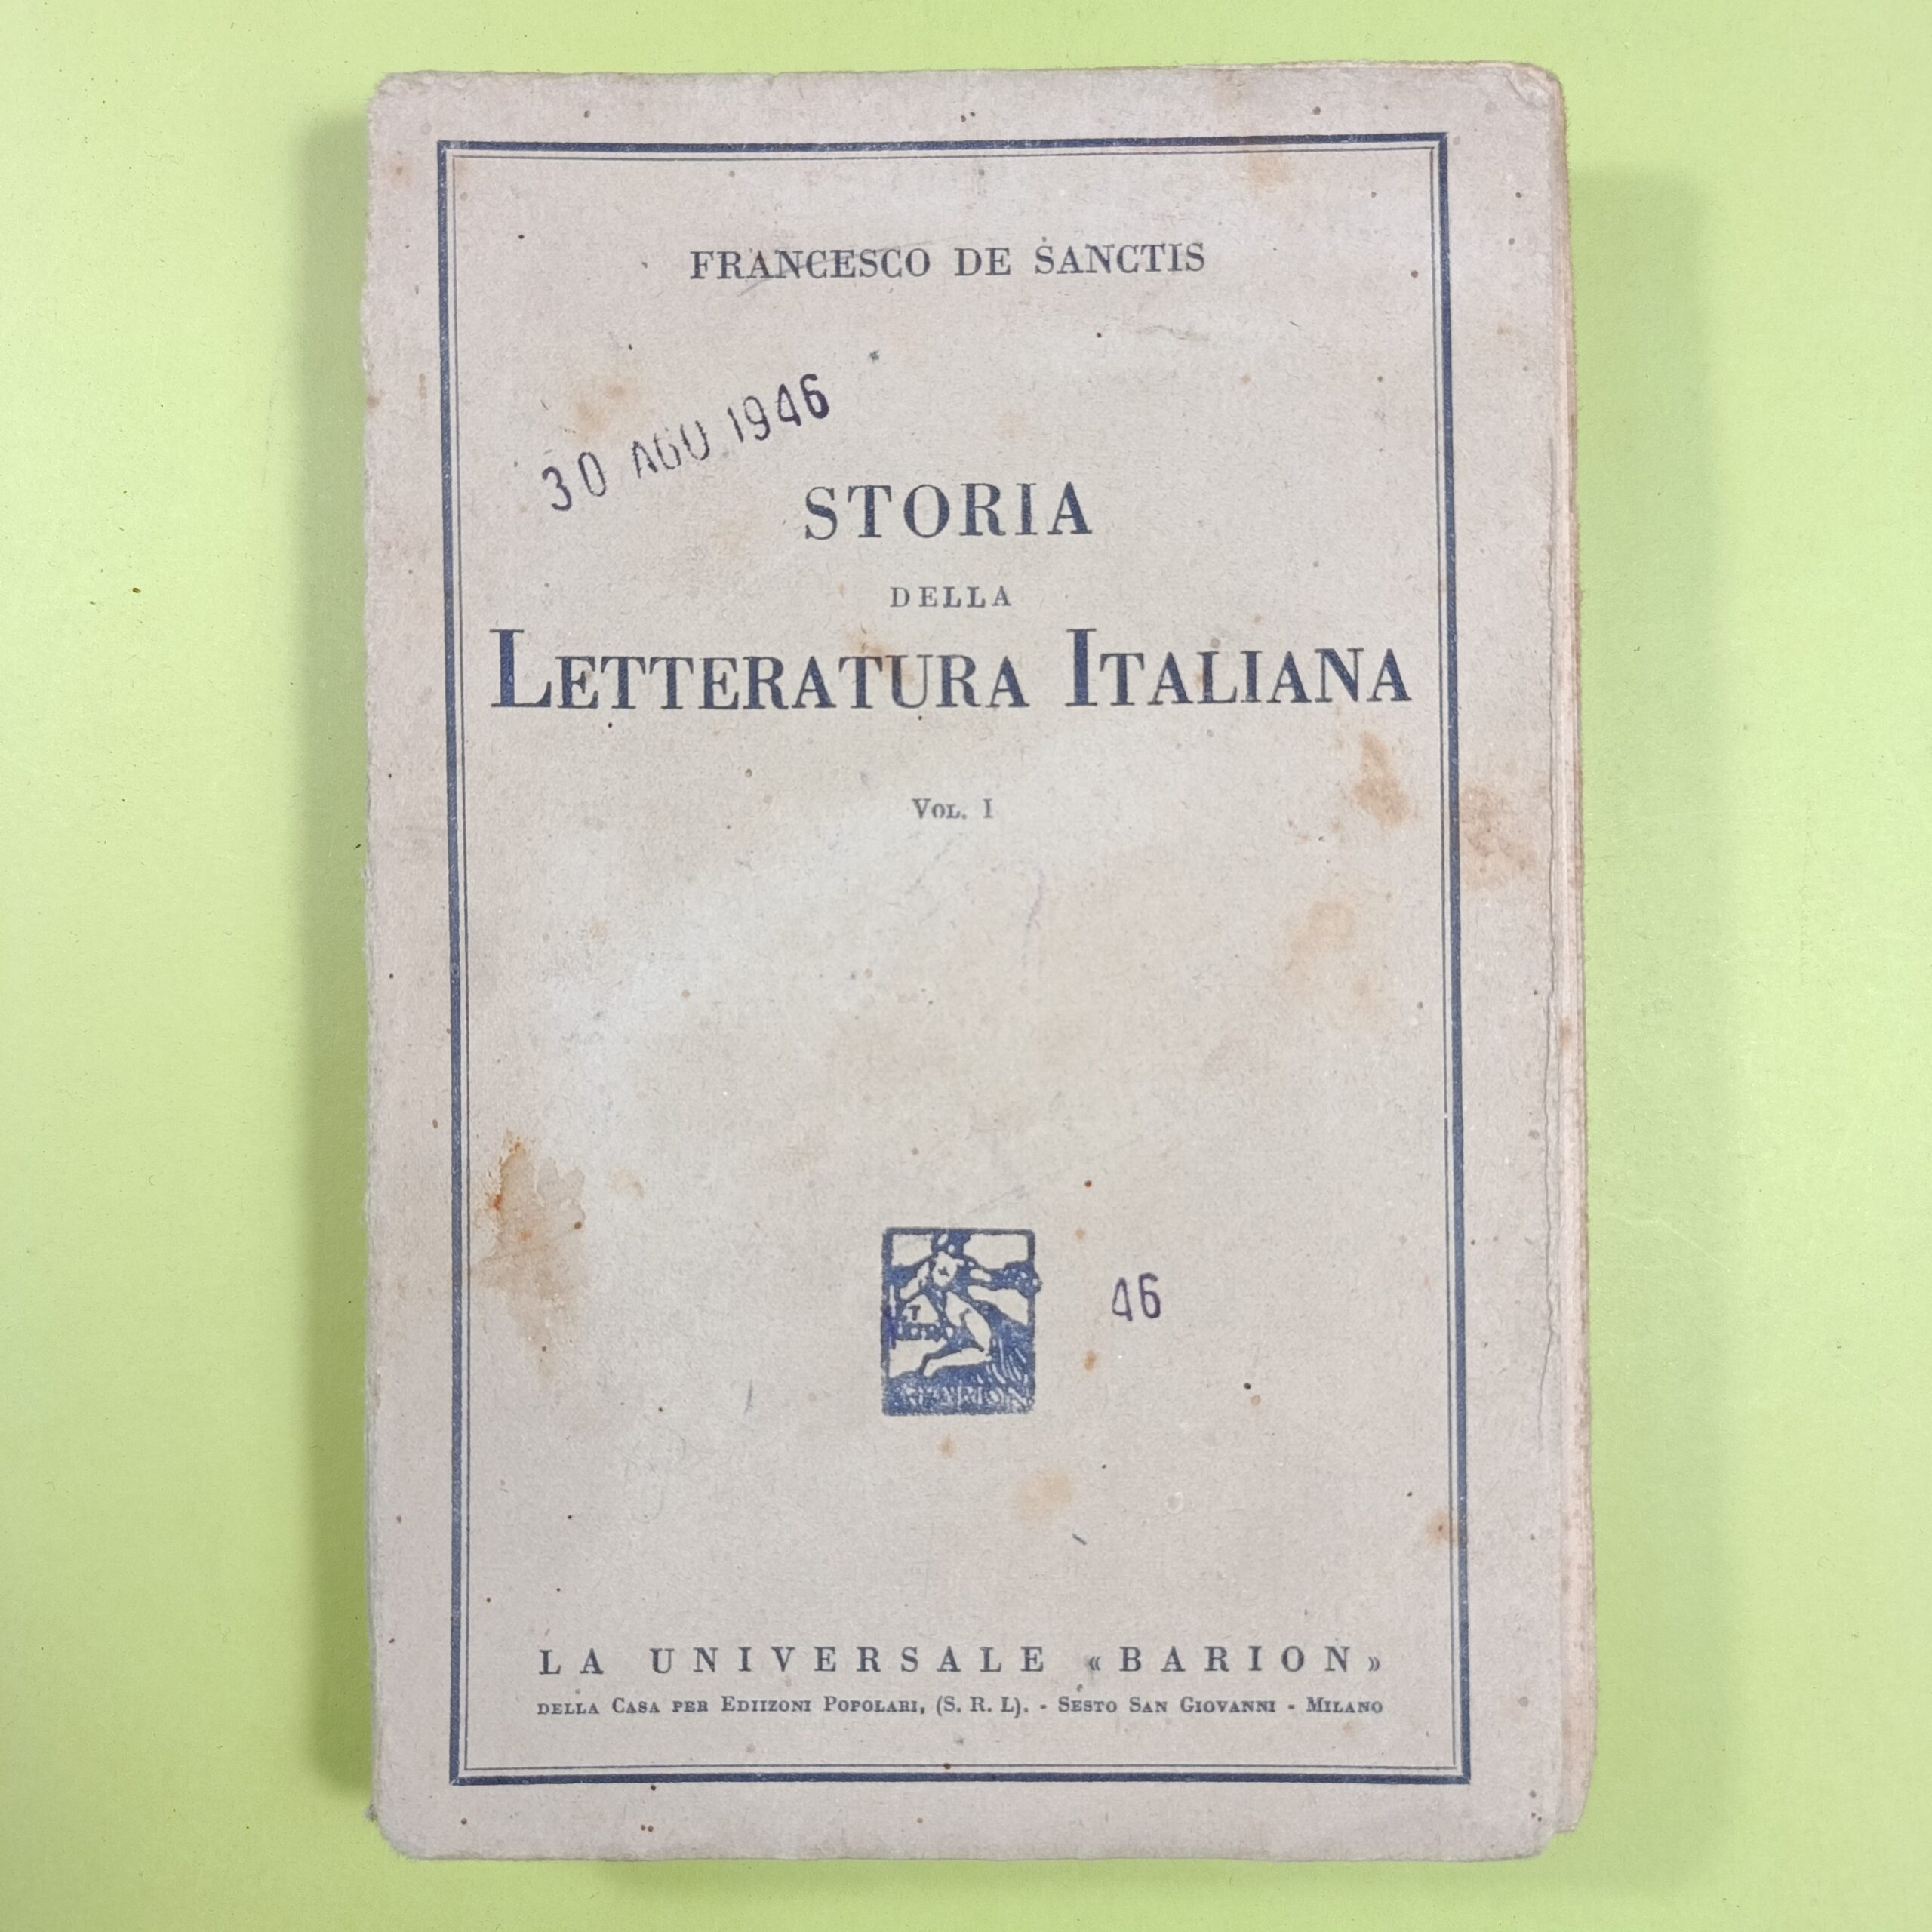 FRANCESCO DE SANCTIS
30 AGO 1946
STORIA
DELLA
LETTERATURA ITALIANA
VOL. I
46
LA UNIVERSALE «BARION»
DELLA CASA PER EDIIZONI POPOLARI, (S. R. L). - SESTO SAN GIOVANNI - MILANO